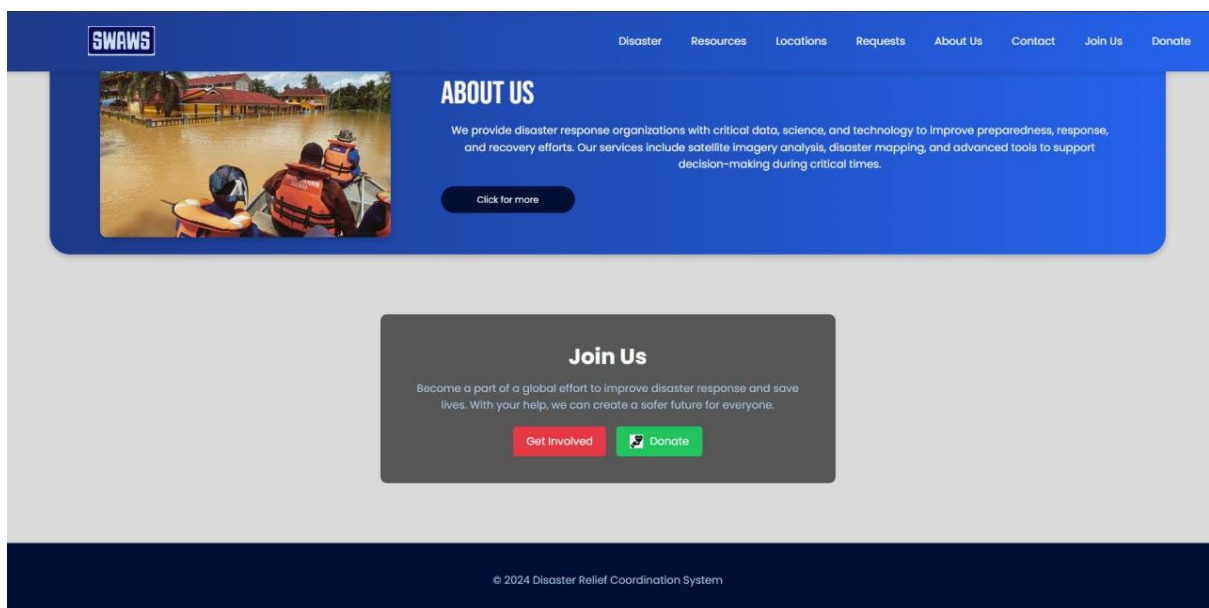 SWAWS
Disaster Resources Locations Requests About Us Contact Join Us Donate
ABOUT US
We provide disaster response organizations with critical data, science, and technology to improve preparedness, response,
and recovery efforts. Our services include satellite imagery analysis, disaster mapping, and advanced tools to support
decision-making during critical times.
Click for more
Join Us
Become a part of a global effort to improve disaster response and save
lives. With your help, we can create a safer future for everyone.
Get Involved Donate
© 2024 Disaster Relief Coordination System